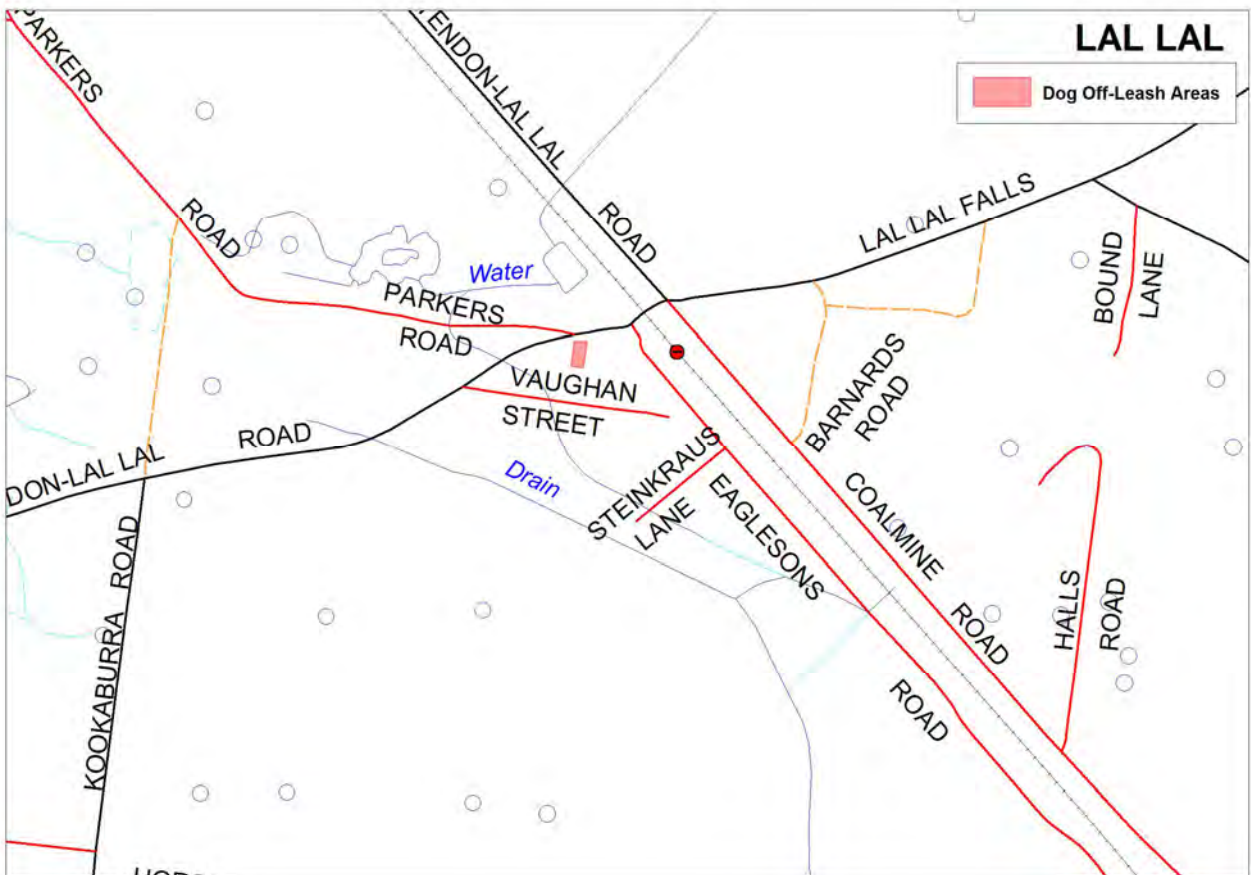 LAL LAL
Dog Off-Leash Areas
PARKERS
ROAD
YENDON-LAL LAL
ROAD
LAL LAL FALLS
BOUND
LANE
Water
PARKERS
ROAD
VAUGHAN
STREET
BARNARDS
ROAD
DON-LAL LAL
ROAD
Drain
STEINKRAUS
LANE
EAGLESONS
ROAD
COALMINE
ROAD
HALLS
ROAD
KOOKABURRA ROAD